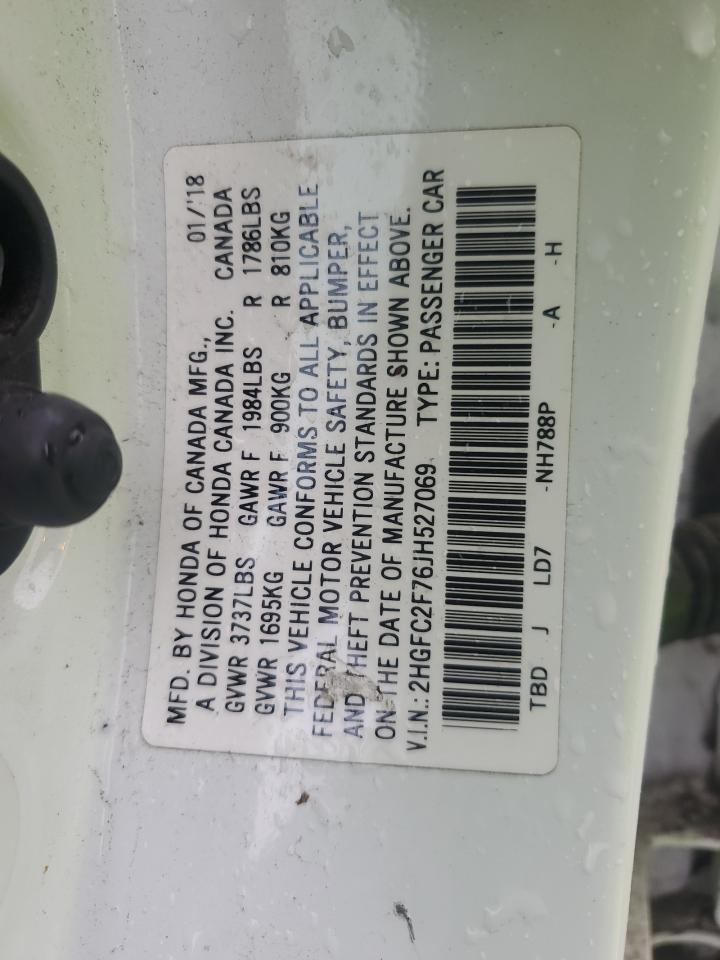 MFD. BY HONDA OF CANADA MFG., 01/'18
A DIVISION OF HONDA CANADA INC. CANADA
GVWR 3737LBS GAWR F 1984LBS R 1786LBS
GVWR 1695KG GAWR F 900KG R 810KG
THIS VEHICLE CONFORMS TO ALL APPLICABLE
FEDERAL MOTOR VEHICLE SAFETY, BUMPER,
AND THEFT PREVENTION STANDARDS IN EFFECT
ON THE DATE OF MANUFACTURE SHOWN ABOVE.
V.I.N.: 2HGFC2F76JH527069 TYPE: PASSENGER CAR
TBD J LD7 -NH788P -A -H